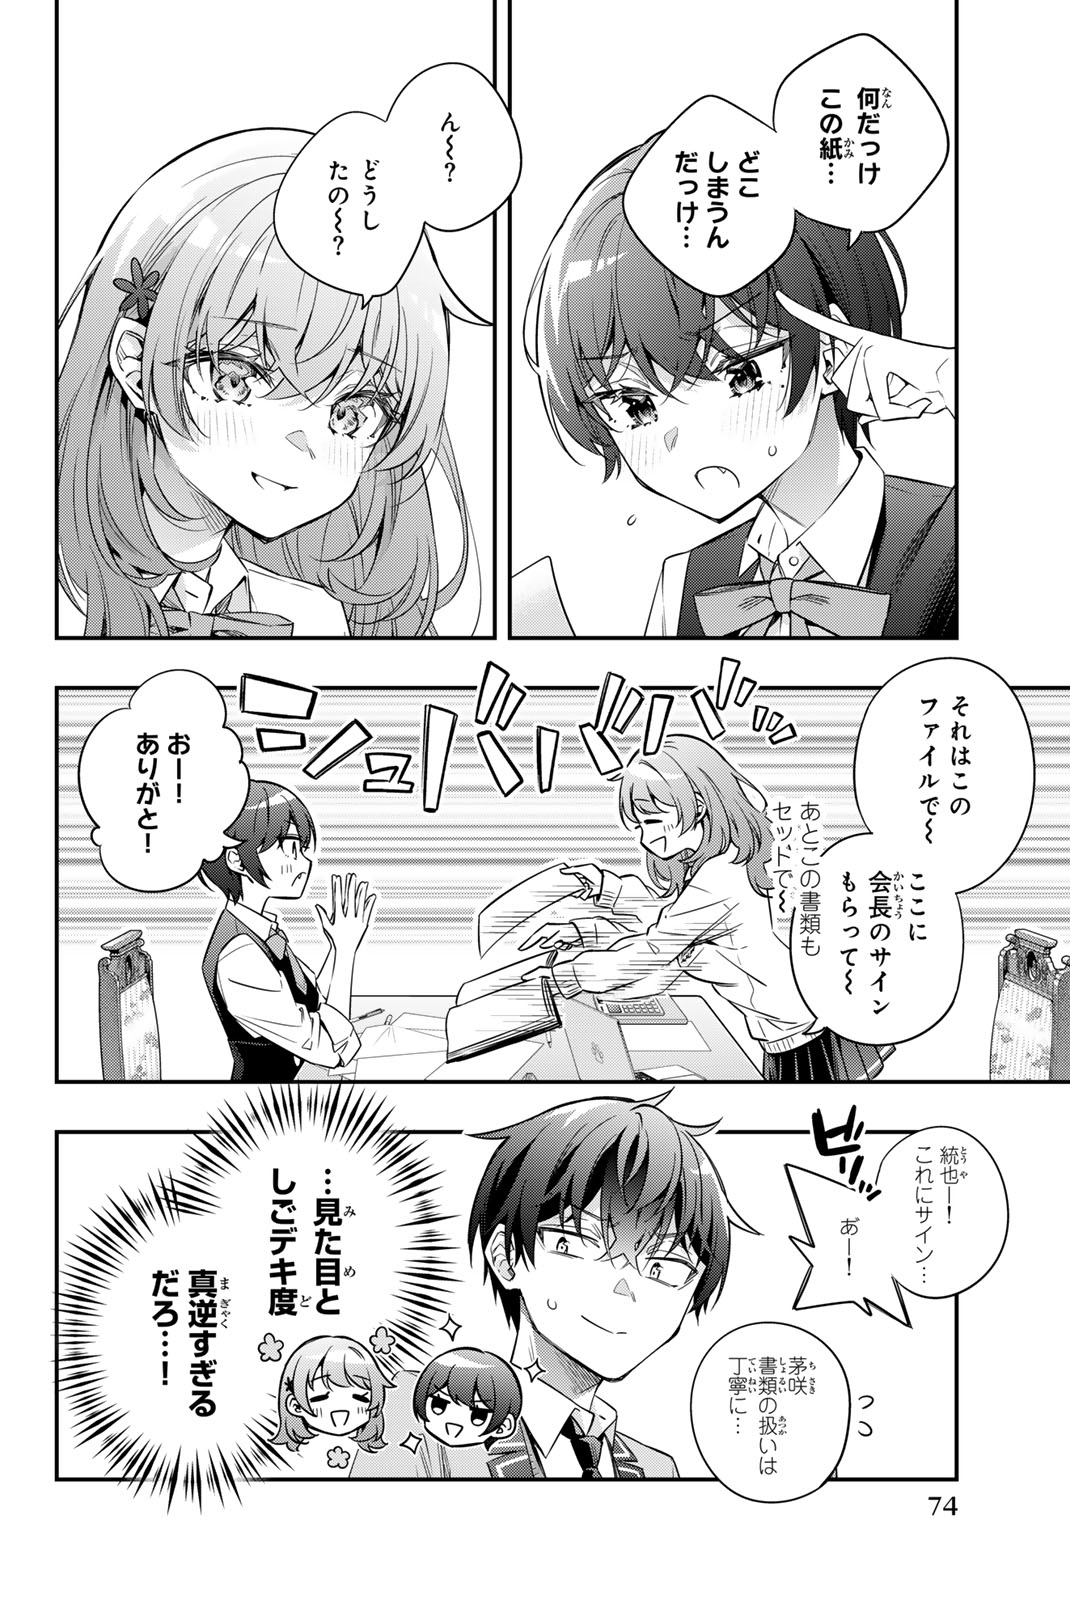 何だっけ
この紙…
どこ
しまうん
だっけ…
ん～？
どうし
たの～？
それはこの
ファイルで～
ここに
会長のサイン
もらって～
あとこの書類も
セットで～
シュババババ
おー！
ありがと！
統也ー！
これにサイン…
ビリッ
あ゛ー！
茅咲
書類の扱いは
丁寧に…
…見た目と
しごデキ度
真逆すぎる
だろ…！
74